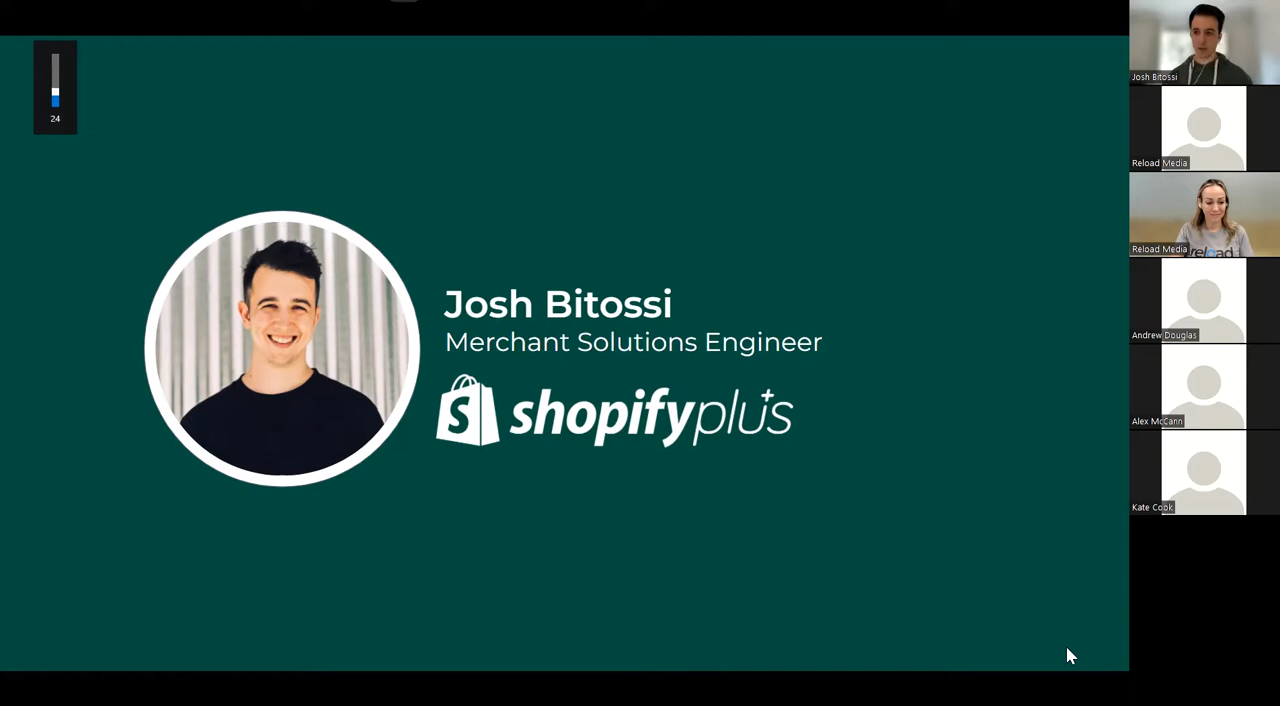 24
Josh Bitossi
Merchant Solutions Engineer
S shopifyplus
Josh Bitossi
Reload Media
reload
Reload Media
Andrew Douglas
Alex McCann
Kate Cook